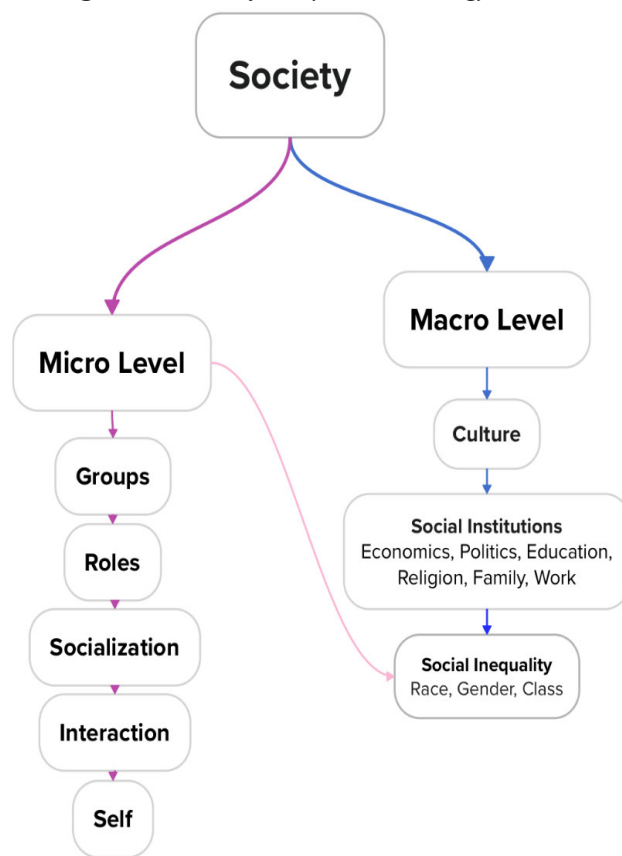 Society
Micro Level
Groups
Roles
Socialization
Interaction
Self
Macro Level
Culture
Social Institutions
Economics, Politics, Education,
Religion, Family, Work
Social Inequality
Race, Gender, Class